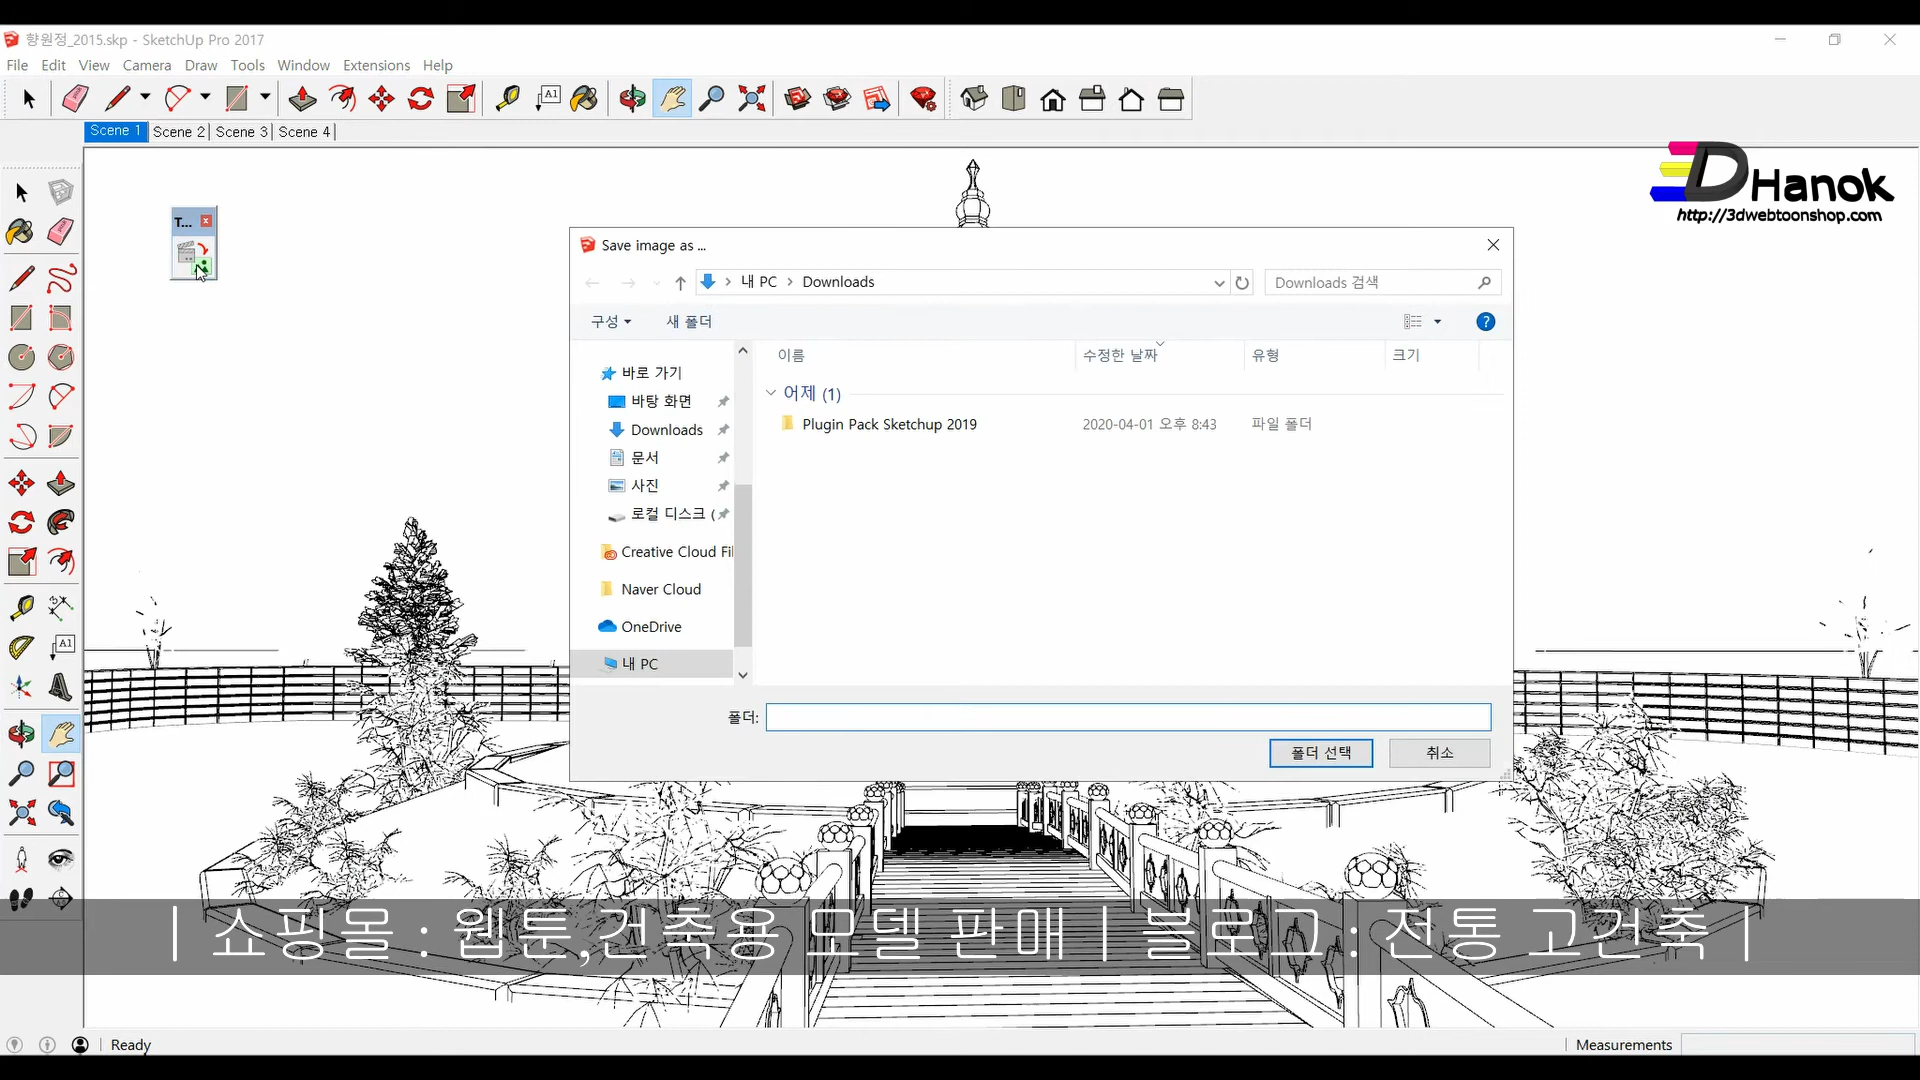 향원정_2015.skp - SketchUp Pro 2017
File Edit View Camera Draw Tools Window Extensions Help
Scene 1 Scene 2 Scene 3 Scene 4
T...
3DHanok
http://3dwebtoonshop.com
Save image as ...
내 PC > Downloads
Downloads 검색
구성 새 폴더
이름 수정한 날짜 유형 크기
바로 가기
바탕 화면
Downloads
문서
사진
로컬 디스크 (
Creative Cloud Fil
Naver Cloud
OneDrive
내 PC
어제 (1)
Plugin Pack Sketchup 2019 2020-04-01 오후 8:43 파일 폴더
폴더:
폴더 선택 취소
| 쇼핑몰 : 웹툰,건축용 모델 판매 | 블로그 : 전통 고건축 |
Ready
Measurements